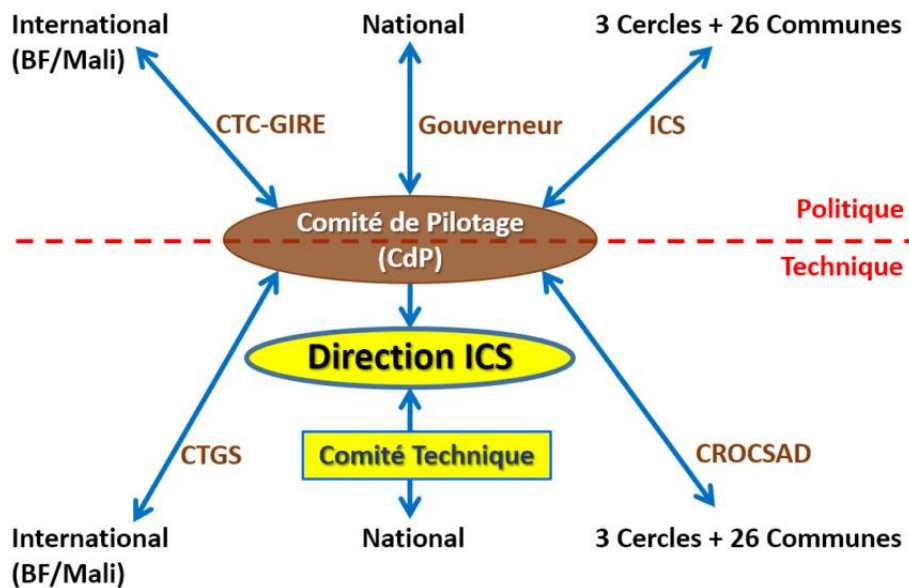 International
(BF/Mali)
National
3 Cercles + 26 Communes
CTC-GIRE
Gouverneur
ICS
Comité de Pilotage
(CdP)
Politique
Technique
Direction ICS
CTGS
Comité Technique
CROCSAD
International
(BF/Mali)
National
3 Cercles + 26 Communes